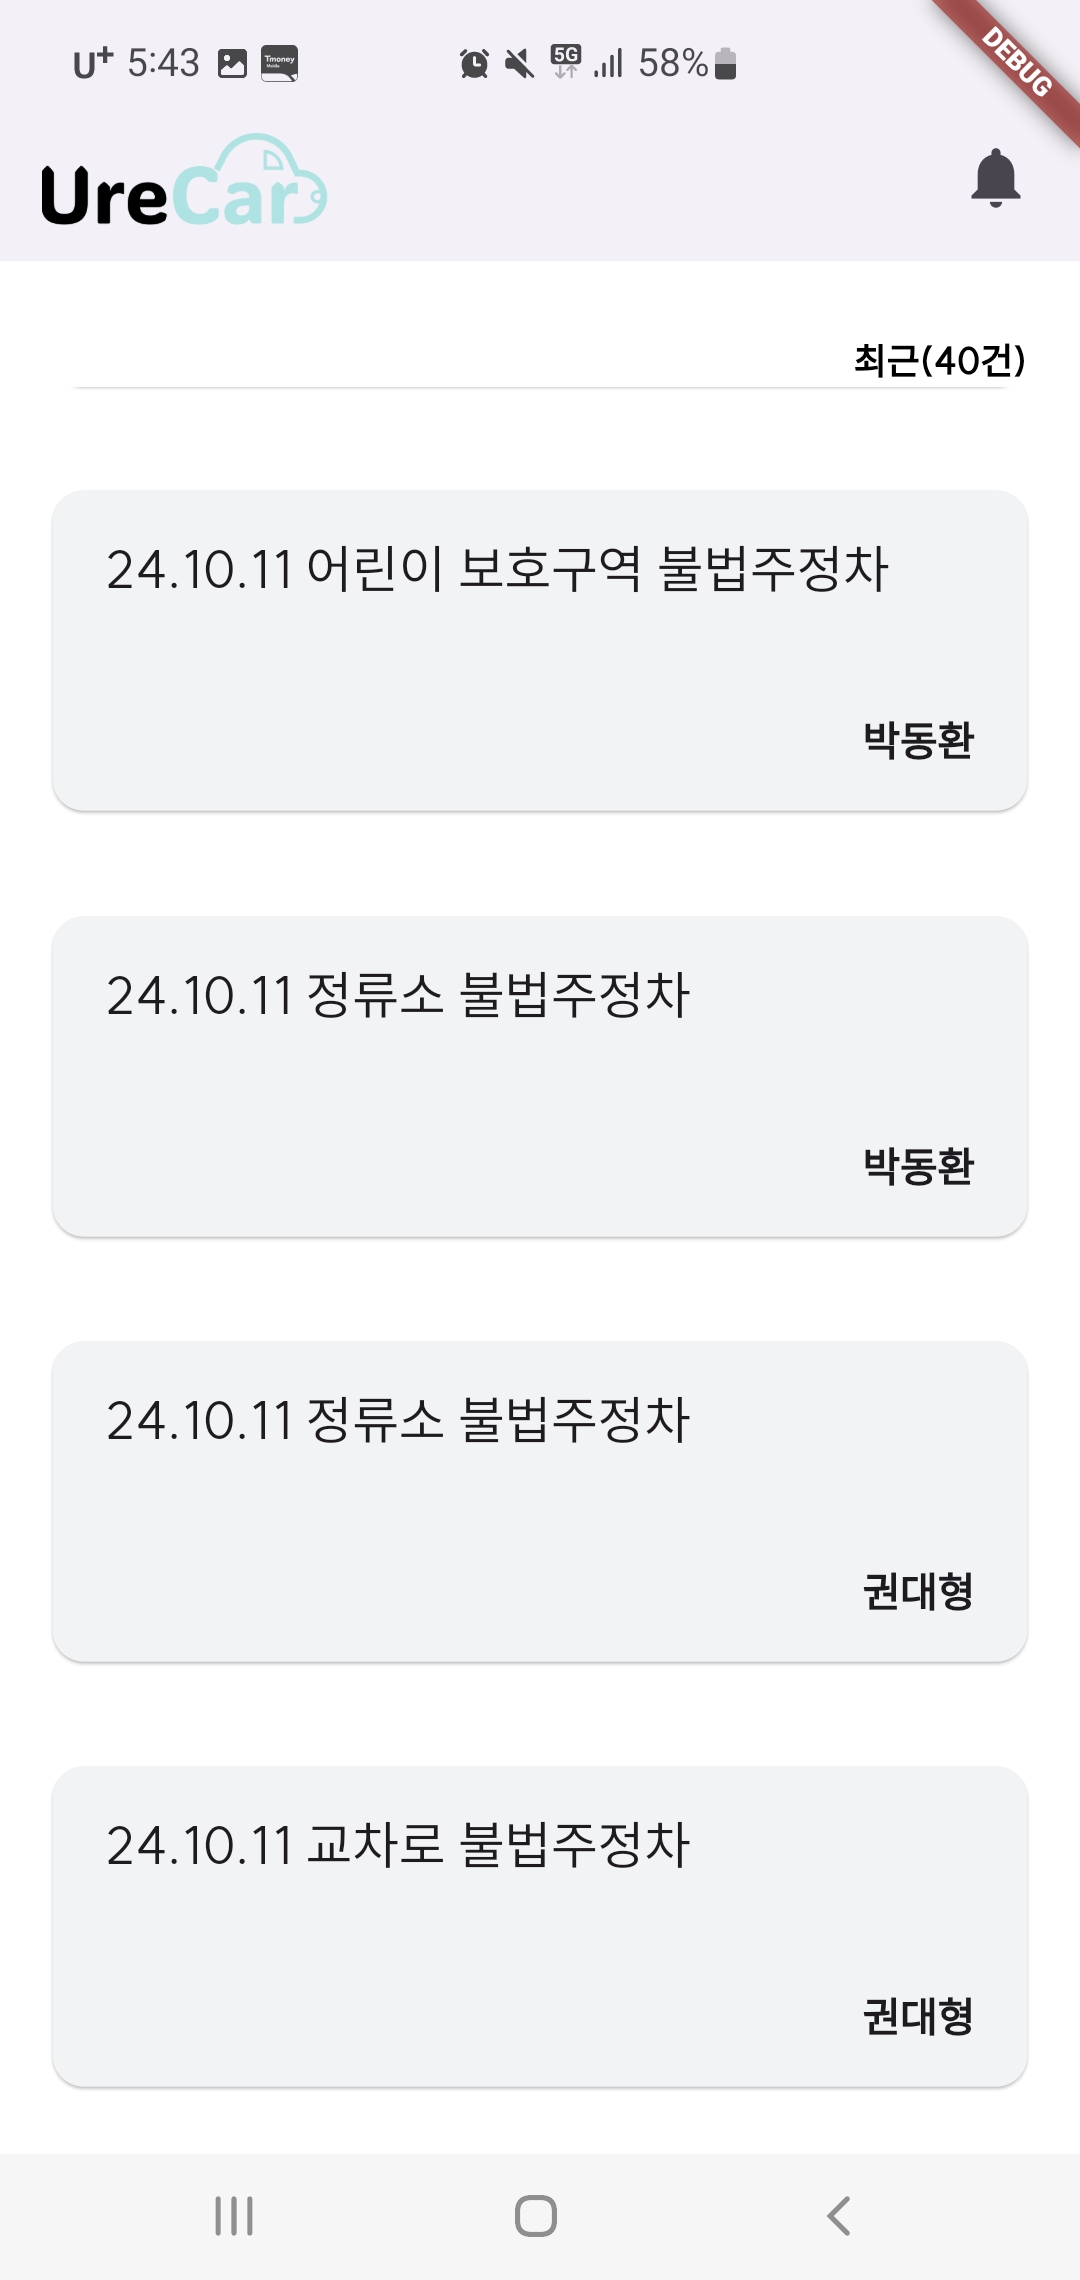 U+ 5:43 Tmoney 5G 58%
DEBUG
UreCar
최근(40건)
24.10.11 어린이 보호구역 불법주정차
박동환
24.10.11 정류소 불법주정차
박동환
24.10.11 정류소 불법주정차
권대형
24.10.11 교차로 불법주정차
권대형